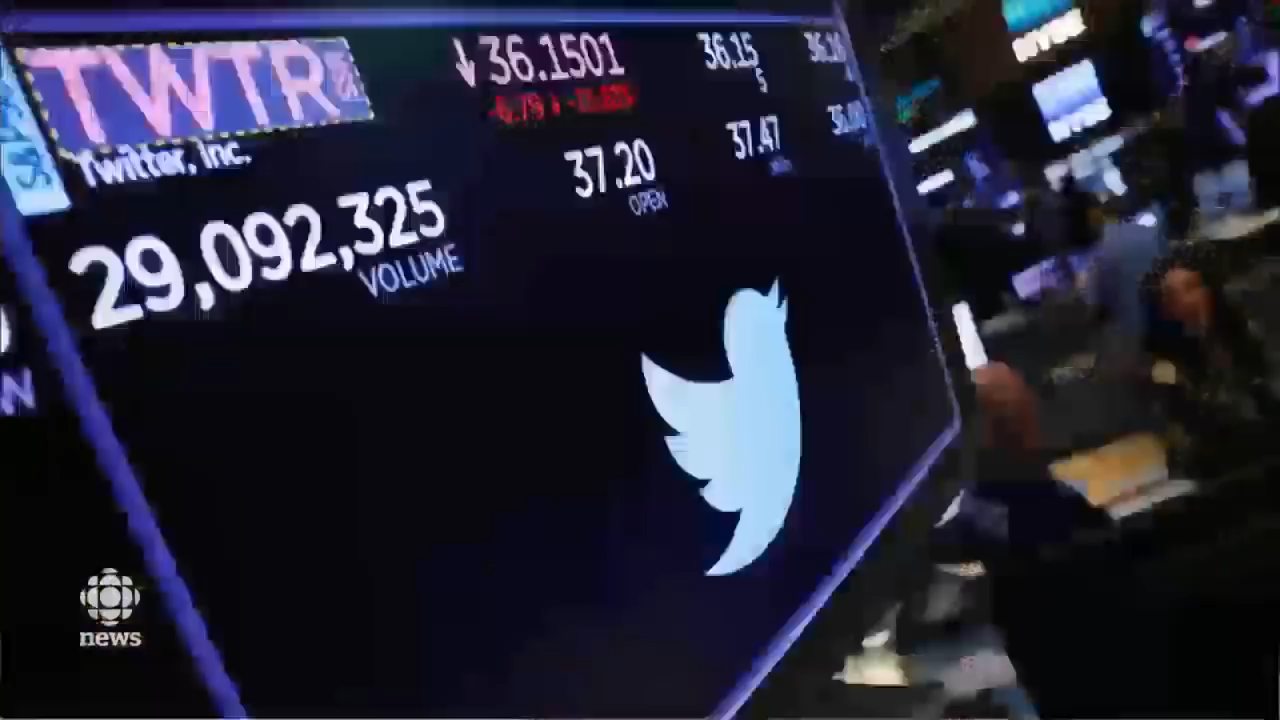 TWTR
Twitter, Inc.
29,092,325
VOLUME
36.1501
37.20
OPEN
36.15
37.47
news